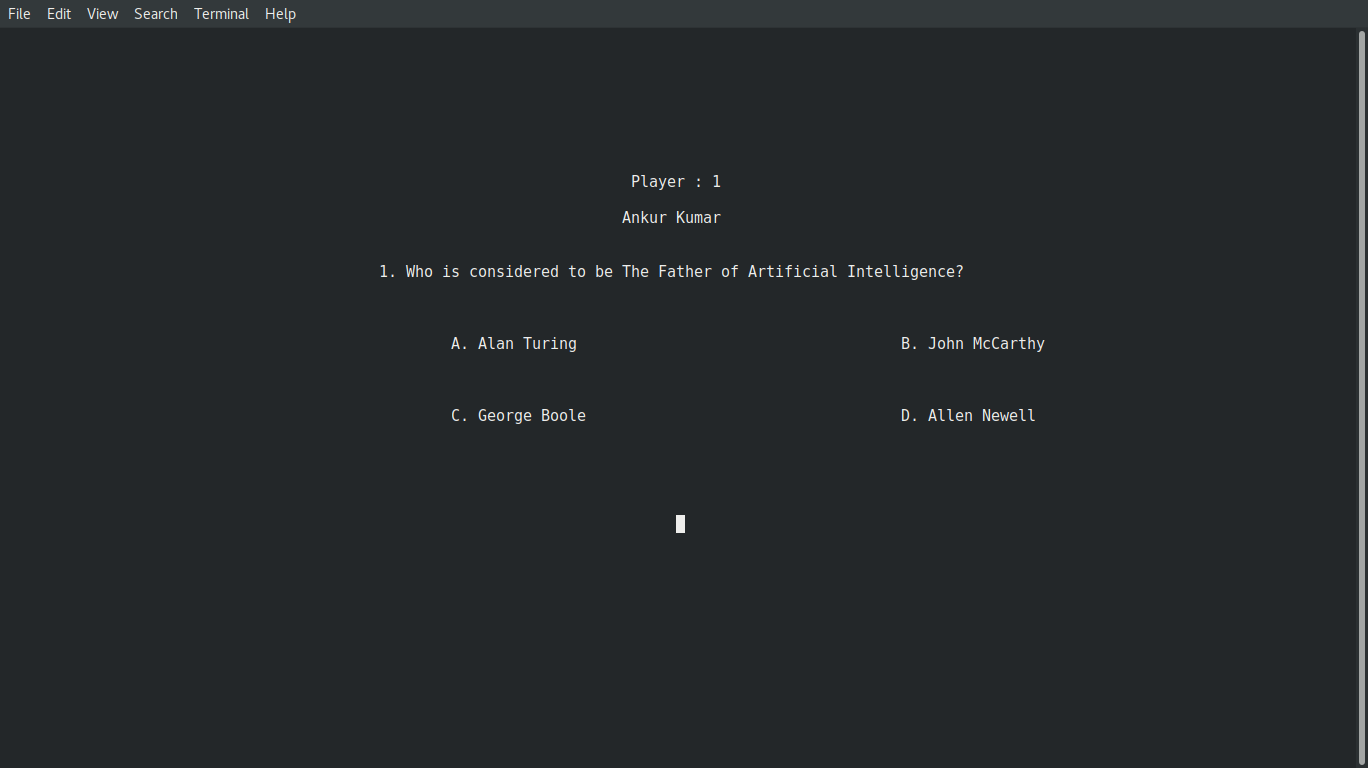 File Edit View Search Terminal Help
Player : 1
Ankur Kumar
1. Who is considered to be The Father of Artificial Intelligence?
A. Alan Turing B. John McCarthy
C. George Boole D. Allen Newell